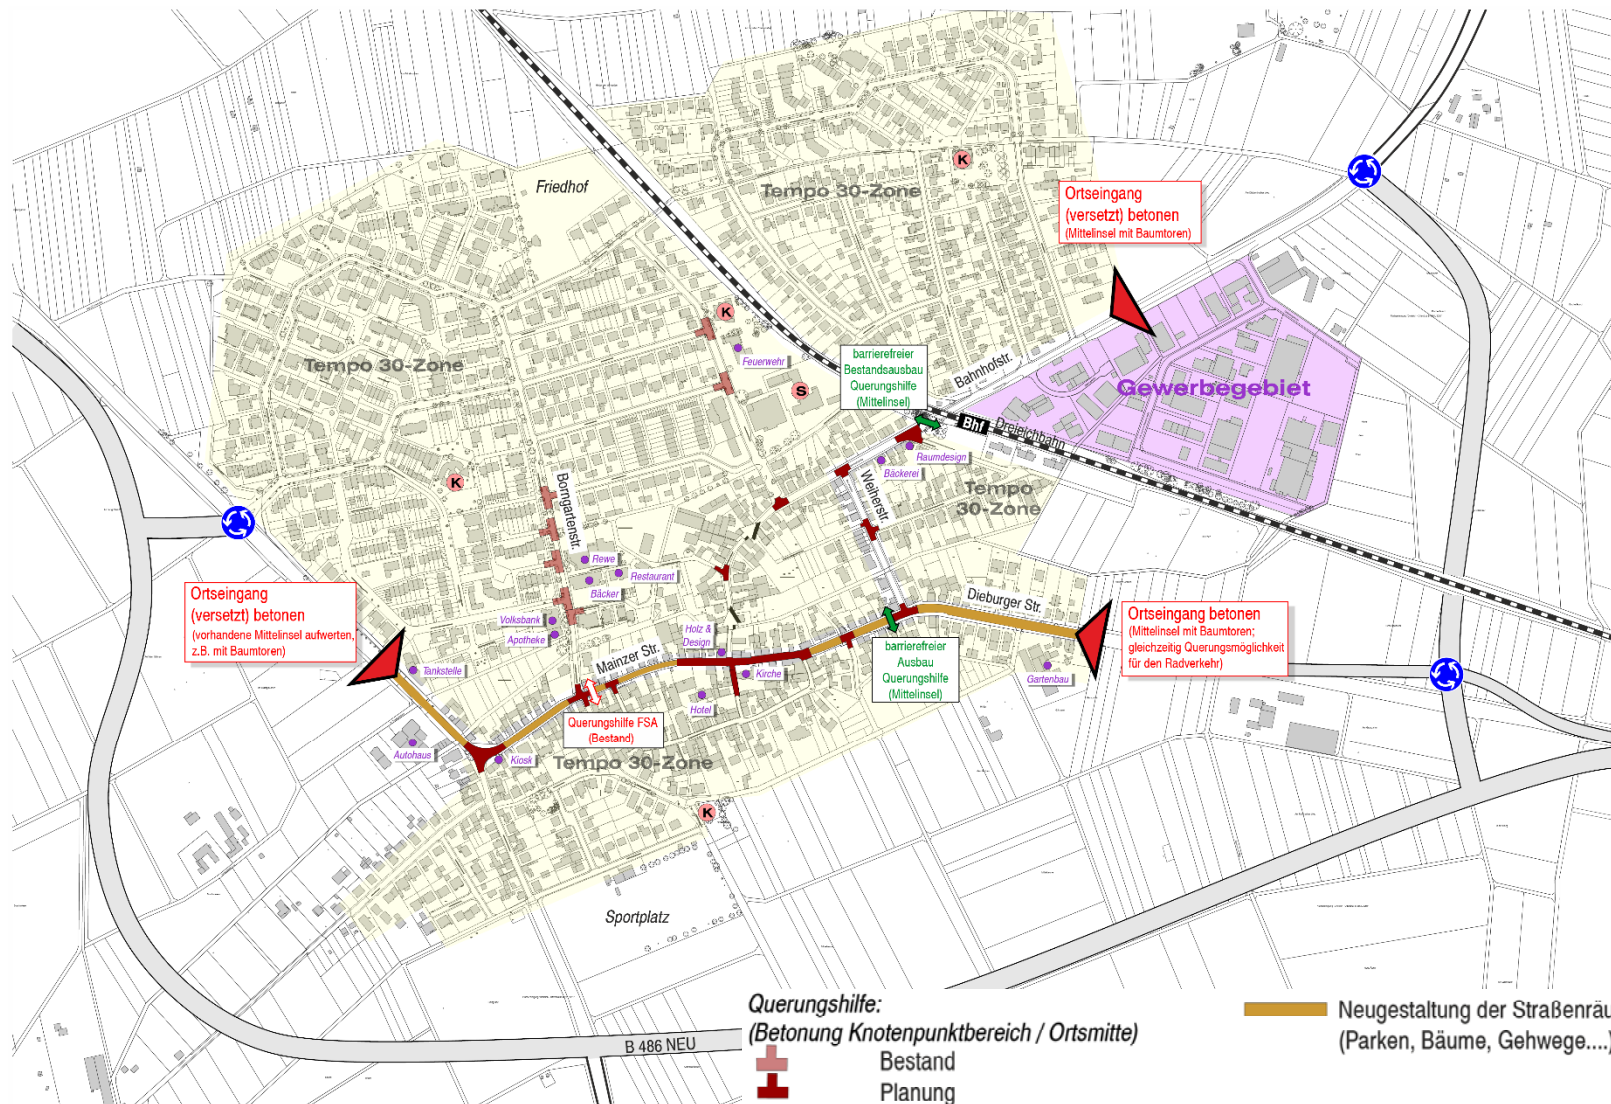 Friedhof
K
Tempo 30-Zone
Ortseingang
(versetzt) betonen
(Mittelinsel mit Baumtoren)
K
Feuerwehr
Tempo 30-Zone
S
barrierefreier
Bestandsausbau
Querungshilfe
(Mittelinsel)
Bahnhofstr.
Gewerbegebiet
Bhf
Dreieichbahn
Raumdesign
Bäckerei
K
Borngartenstr.
Weiherstr.
Tempo
30-Zone
Rewe
Restaurant
Bäcker
Ortseingang
(versetzt) betonen
(vorhandene Mittelinsel aufwerten,
z.B. mit Baumtoren)
Volksbank
Apotheke
Holz &
Design
Dieburger Str.
Ortseingang betonen
(Mittelinsel mit Baumtoren;
gleichzeitig Querungsmöglichkeit
für den Radverkehr)
Mainzer Str.
barrierefreier
Ausbau
Querungshilfe
(Mittelinsel)
Tankstelle
Kirche
Gartenbau
Hotel
Querungshilfe FSA
(Bestand)
Autohaus
Kiosk
Tempo 30-Zone
K
Sportplatz
B 486 NEU
Querungshilfe:
(Betonung Knotenpunktbereich / Ortsmitte)
Bestand
Planung
Neugestaltung der Straßenräu
(Parken, Bäume, Gehwege....)